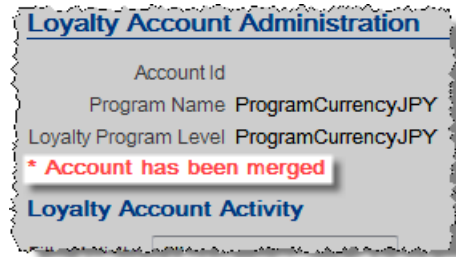 Loyalty Account Administration
Account Id
Program Name ProgramCurrencyJPY
Loyalty Program Level ProgramCurrencyJPY
* Account has been merged
Loyalty Account Activity